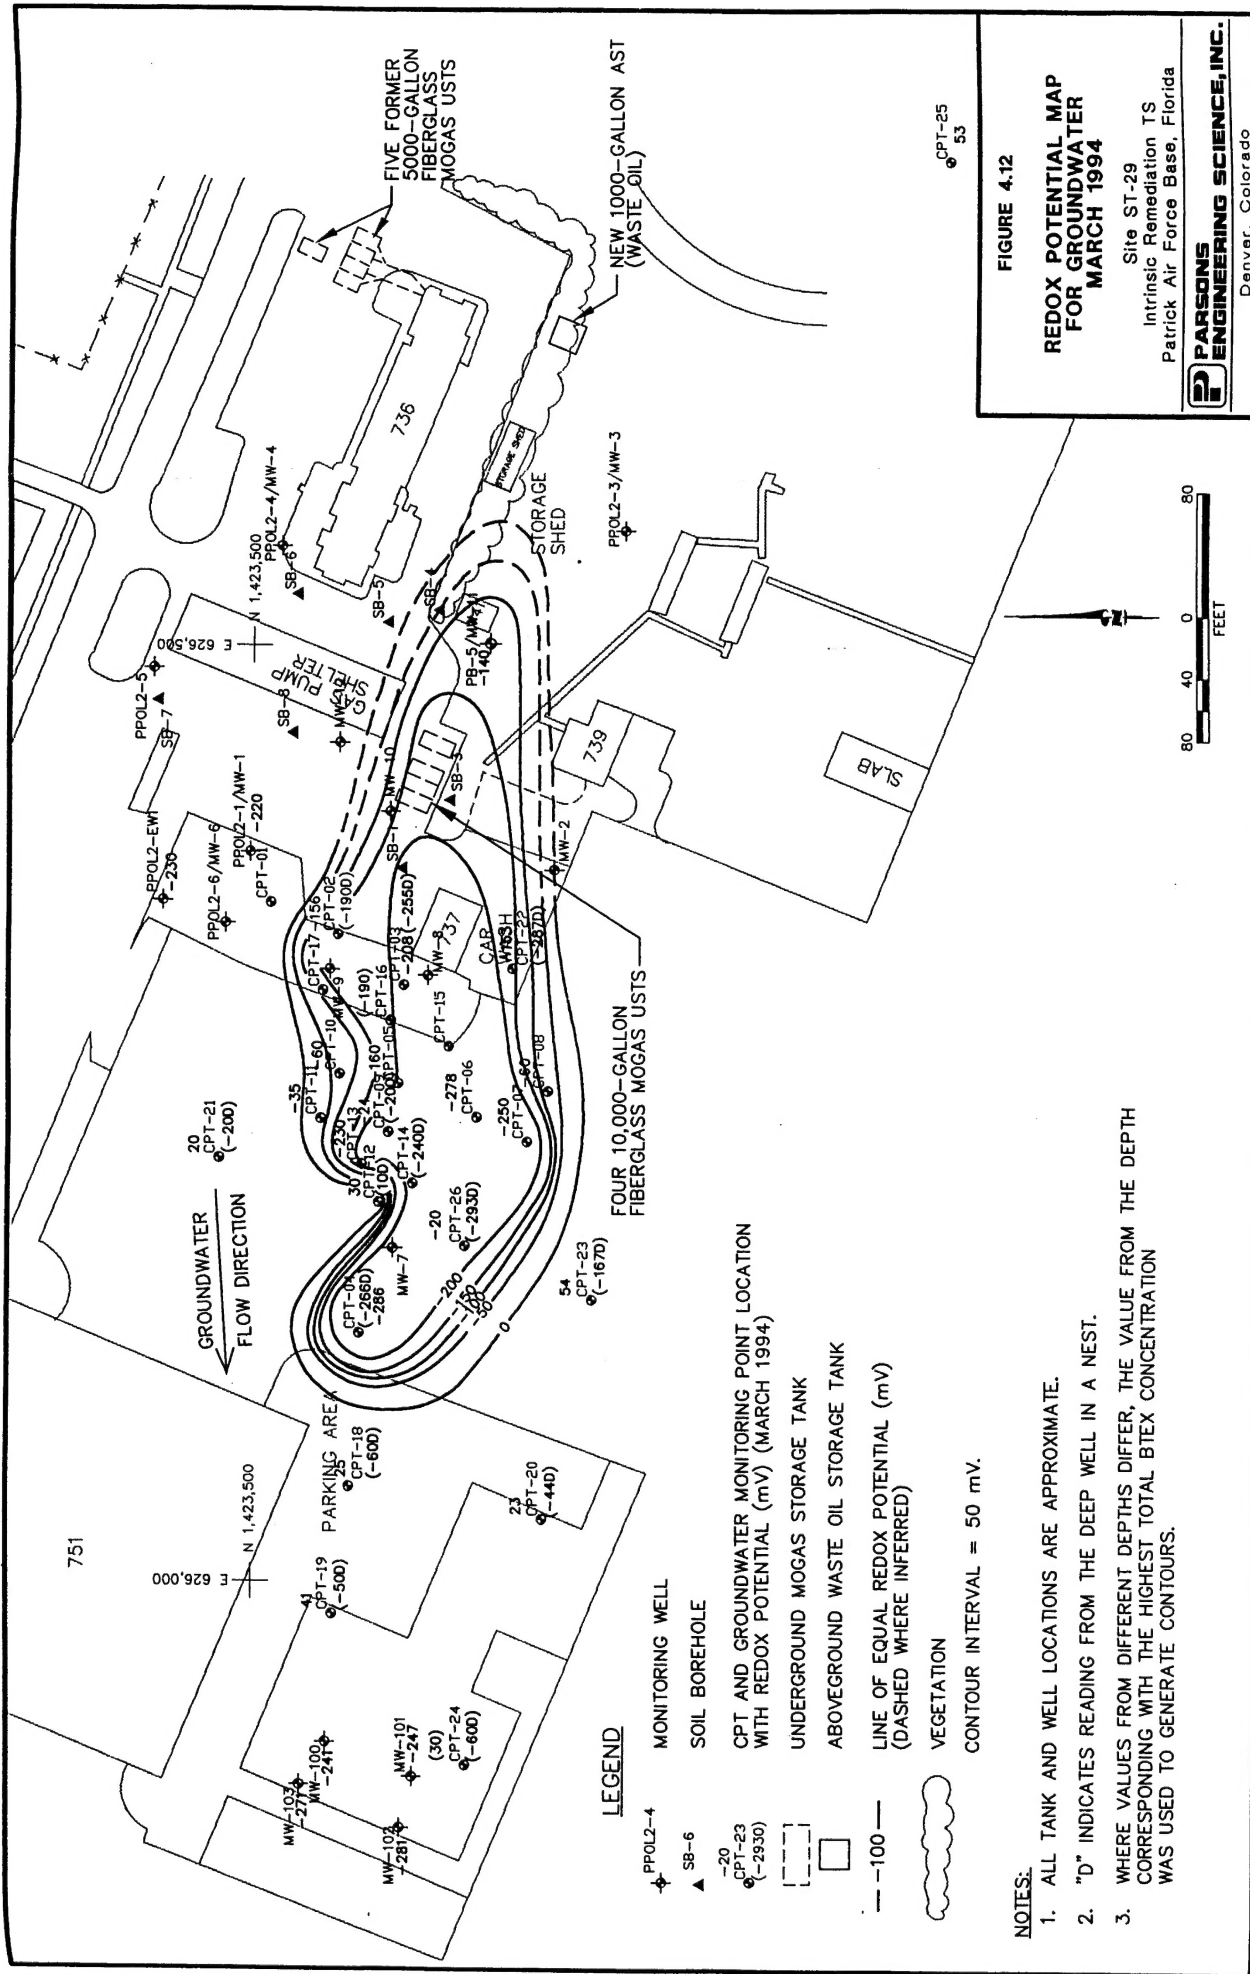 FIVE FORMER
5000-GALLON
FIBERGLASS
MOGAS USTS
NEW 1000-GALLON AST
(WASTE OIL)
CPT-25
53
736
STORAGE SHED
STORAGE
SHED
PPOL2-4/MW-4
SB-6
N 1,423,500
E 626,500
SB-5
SB-4
PPOL2-3/MW-3
PPOL2-5
SB-7
SB-8
PUMP
SHELTER
PB-5/MW-11
-140
MW-10
SB-3
739
SLAB
PPOL2-EW1
-230
PPOL2-6/MW-6
PPOL2-1/MW-1
-220
CPT-01
SB-1
MW-2
-156
CPT-02
(-190D)
(-255D)
CPT-17
MW-9
CPT-03
-208
MW-8
737
CAR
WASH
CPT-22
(-287D)
(-190)
CPT-16
CPT-15
CPT-10
-60
-35
CPT-11
-160
CPT-05
CPT-06
-278
-60
CPT-08
-250
CPT-07
CPT-09
(-200)
-230
CPT-13
CPT-12
30
(10D)
CPT-14
(-240D)
20
CPT-21
(-20D)
GROUNDWATER
FLOW DIRECTION
FOUR 10,000-GALLON
FIBERGLASS MOGAS USTS
-20
CPT-26
(-293D)
MW-7
CPT-04
(-266D)
-286
54
CPT-23
(-167D)
-200
-150
-100
-50
0
PARKING AREA
25
CPT-18
(-60D)
23
CPT-20
(-44D)
751
N 1,423,500
E 626,000
41
CPT-19
(-50D)
MW-103
-271
MW-100
-241
MW-101
-247
MW-102
-281
(30)
CPT-24
(-60D)
LEGEND
PPOL2-4
MONITORING WELL
SB-6
SOIL BOREHOLE
-20
CPT-23
(-2930)
CPT AND GROUNDWATER MONITORING POINT LOCATION
WITH REDOX POTENTIAL (mV) (MARCH 1994)
UNDERGROUND MOGAS STORAGE TANK
ABOVEGROUND WASTE OIL STORAGE TANK
-100
LINE OF EQUAL REDOX POTENTIAL (mV)
(DASHED WHERE INFERRED)
VEGETATION
CONTOUR INTERVAL = 50 mV.
NOTES:
1. ALL TANK AND WELL LOCATIONS ARE APPROXIMATE.
2. "D" INDICATES READING FROM THE DEEP WELL IN A NEST.
3. WHERE VALUES FROM DIFFERENT DEPTHS DIFFER, THE VALUE FROM THE DEPTH
CORRESPONDING WITH THE HIGHEST TOTAL BTEX CONCENTRATION
WAS USED TO GENERATE CONTOURS.
80 40 0 80
FEET
FIGURE 4.12
REDOX POTENTIAL MAP
FOR GROUNDWATER
MARCH 1994
Site ST-29
Intrinsic Remediation TS
Patrick Air Force Base, Florida
PARSONS
ENGINEERING SCIENCE, INC.
Denver, Colorado